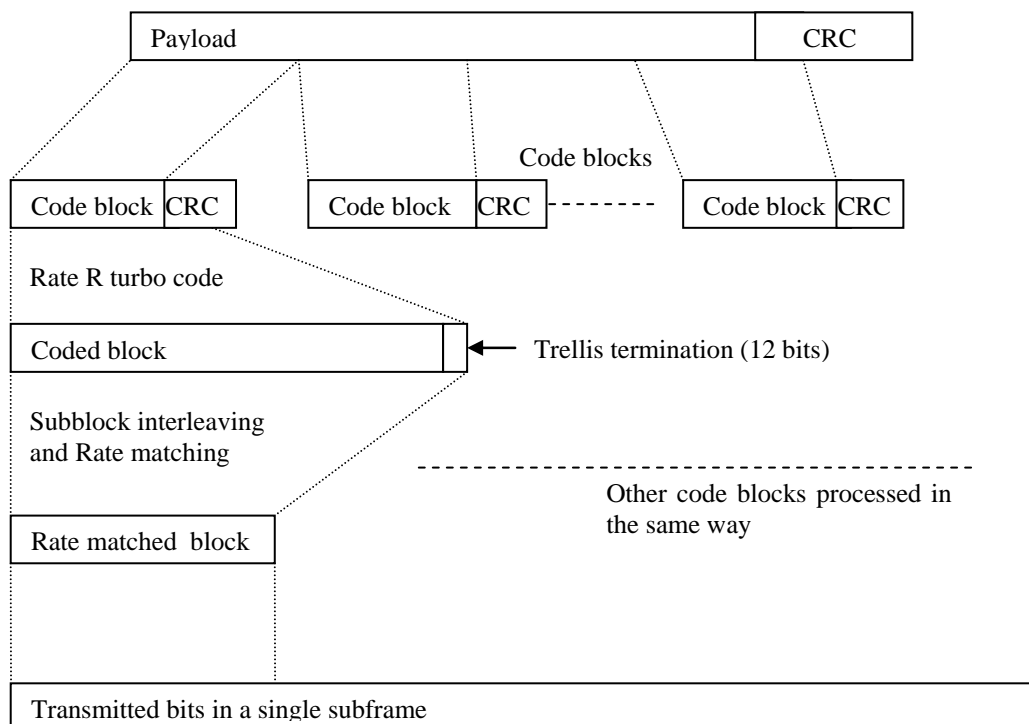 Payload CRC
Code blocks
Code block CRC Code block CRC Code block CRC
Rate R turbo code
Coded block
Trellis termination (12 bits)
Subblock interleaving
and Rate matching
Other code blocks processed in
the same way
Rate matched block
Transmitted bits in a single subframe